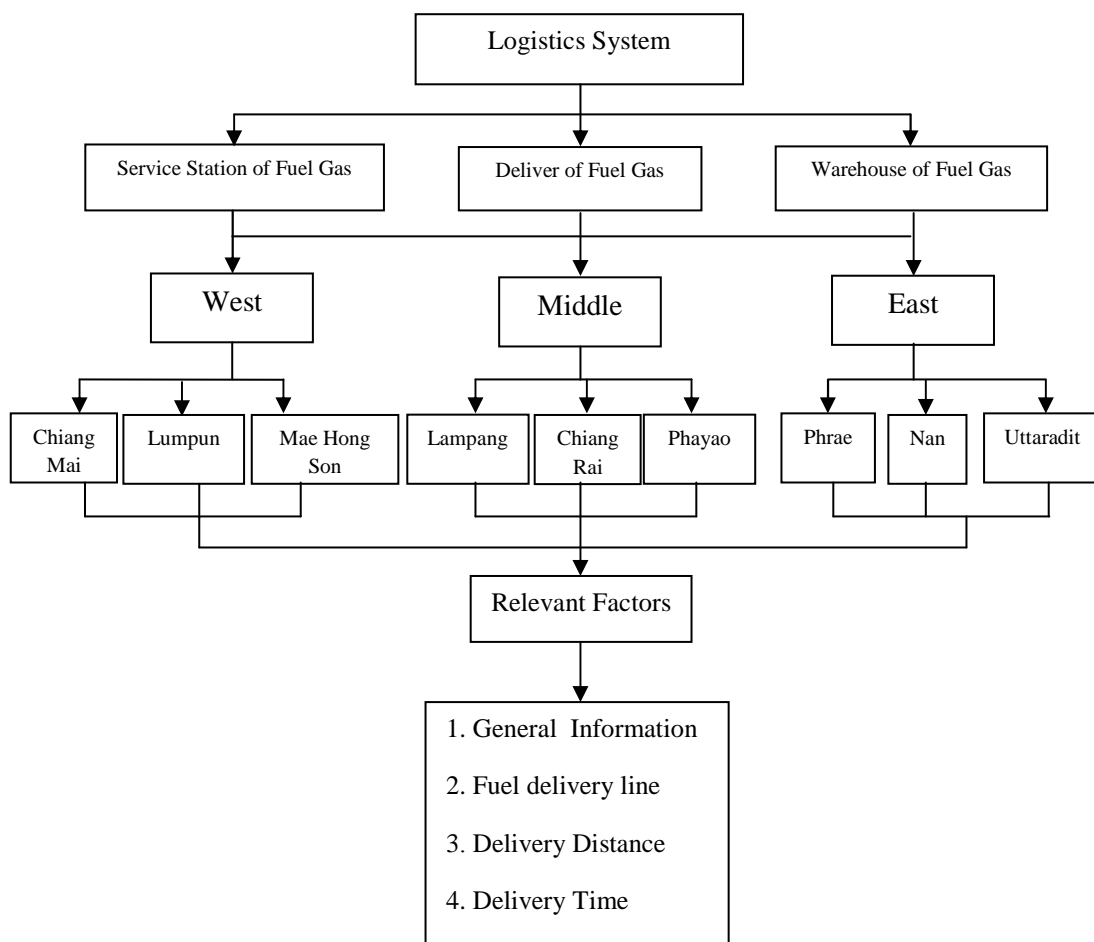 Logistics System
Service Station of Fuel Gas
Deliver of Fuel Gas
Warehouse of Fuel Gas
West
Middle
East
Chiang
Mai
Lumpun
Mae Hong
Son
Lampang
Chiang
Rai
Phayao
Phrae
Nan
Uttaradit
Relevant Factors
1. General Information
2. Fuel delivery line
3. Delivery Distance
4. Delivery Time